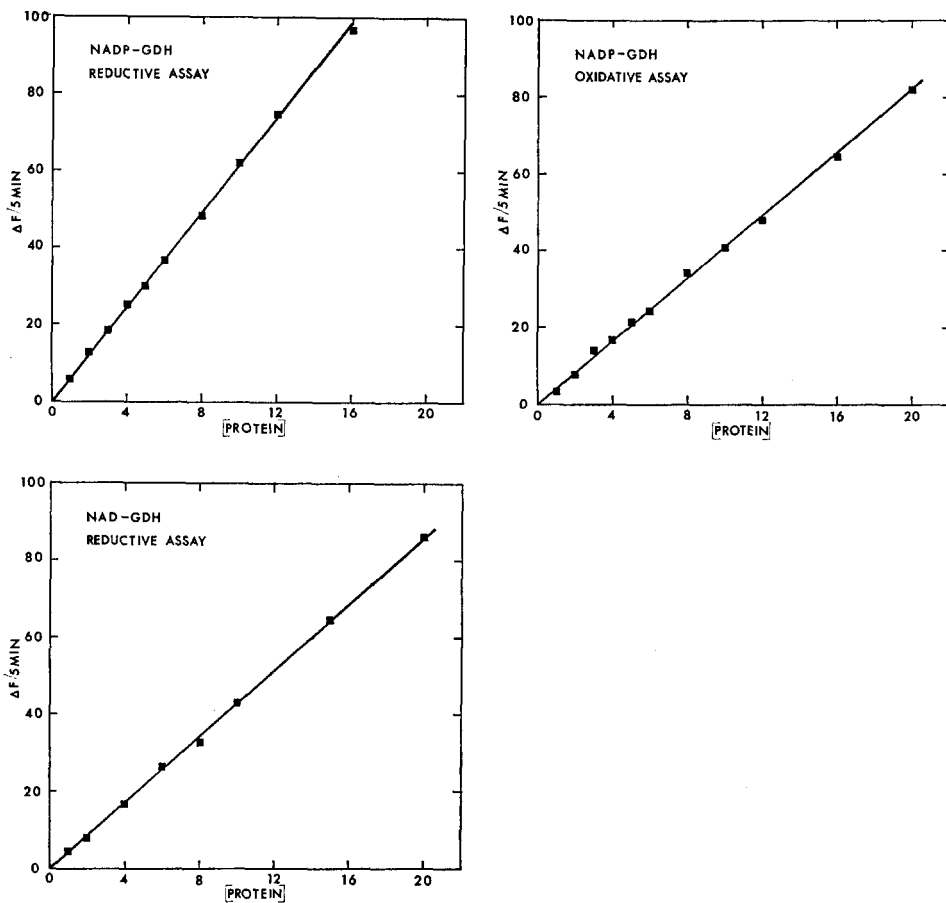 100
80
60
40
20
0
ΔF/5MIN
NADP-GDH
REDUCTIVE ASSAY
0 4 8 12 16 20
[PROTEIN]
100
80
60
40
20
0
ΔF/5MIN
NADP-GDH
OXIDATIVE ASSAY
0 4 8 12 16 20
[PROTEIN]
100
80
60
40
20
0
ΔF/5MIN
NAD-GDH
REDUCTIVE ASSAY
0 4 8 12 16 20
[PROTEIN]